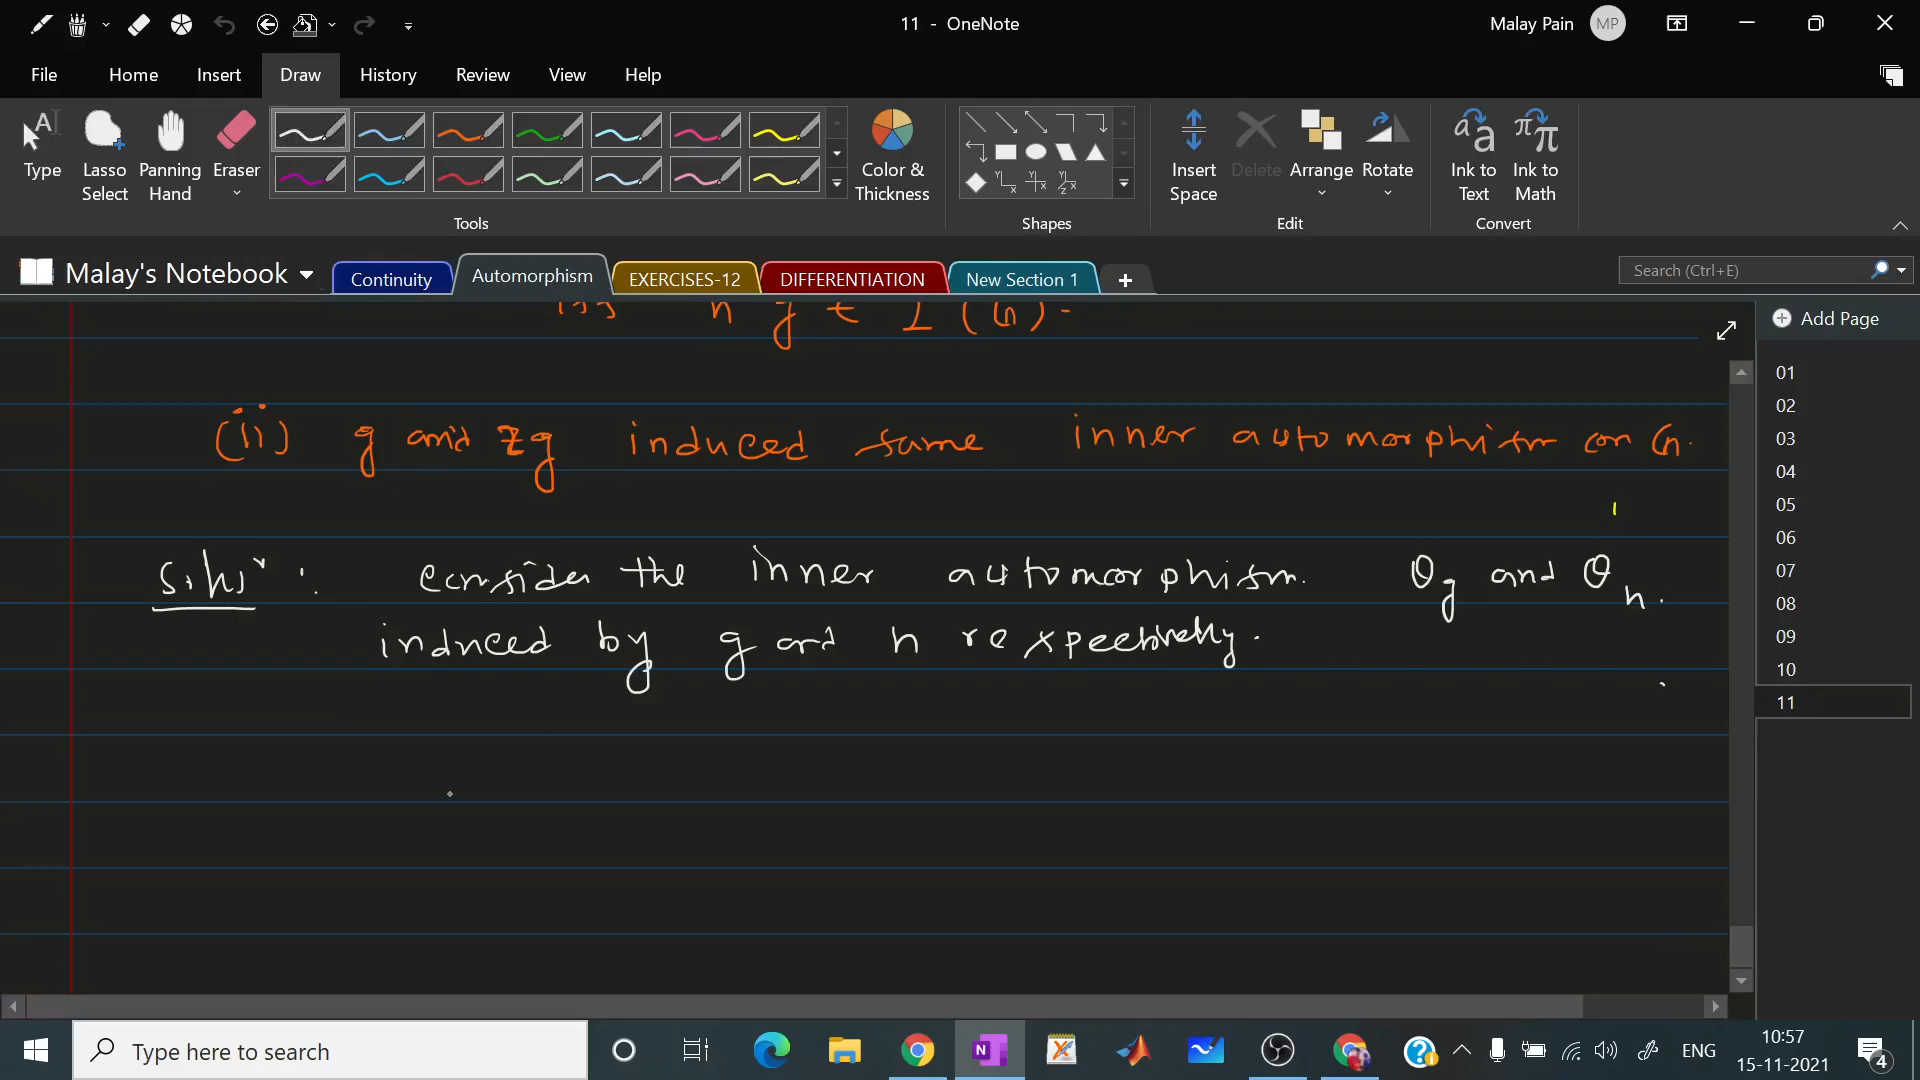 11 - OneNote
Malay Pain
MP
File
Home
Insert
Draw
History
Review
View
Help
Type
Lasso Select
Panning Hand
Eraser
Color & Thickness
Insert Space
Delete
Arrange
Rotate
Ink to Text
Ink to Math
Tools
Shapes
Edit
Convert
Malay's Notebook
Continuity
Automorphism
EXERCISES-12
DIFFERENTIATION
New Section 1
Search (Ctrl+E)
Add Page
01
02
03
04
05
06
07
08
09
10
11
(ii) g and zg induced same inner automorphism on G.
consider the inner automorphism. θg and θh.
induced by g and h respectively.
Type here to search
ENG
10:57
15-11-2021
4